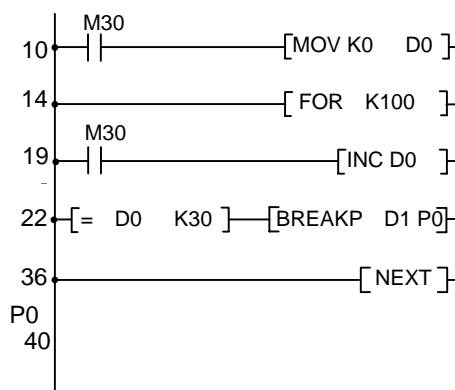 M30
10 [MOV K0 D0]
14 [FOR K100]
M30
19 [INC D0]
22 [= D0 K30] [BREAKP D1 P0]
36 [NEXT]
P0
40